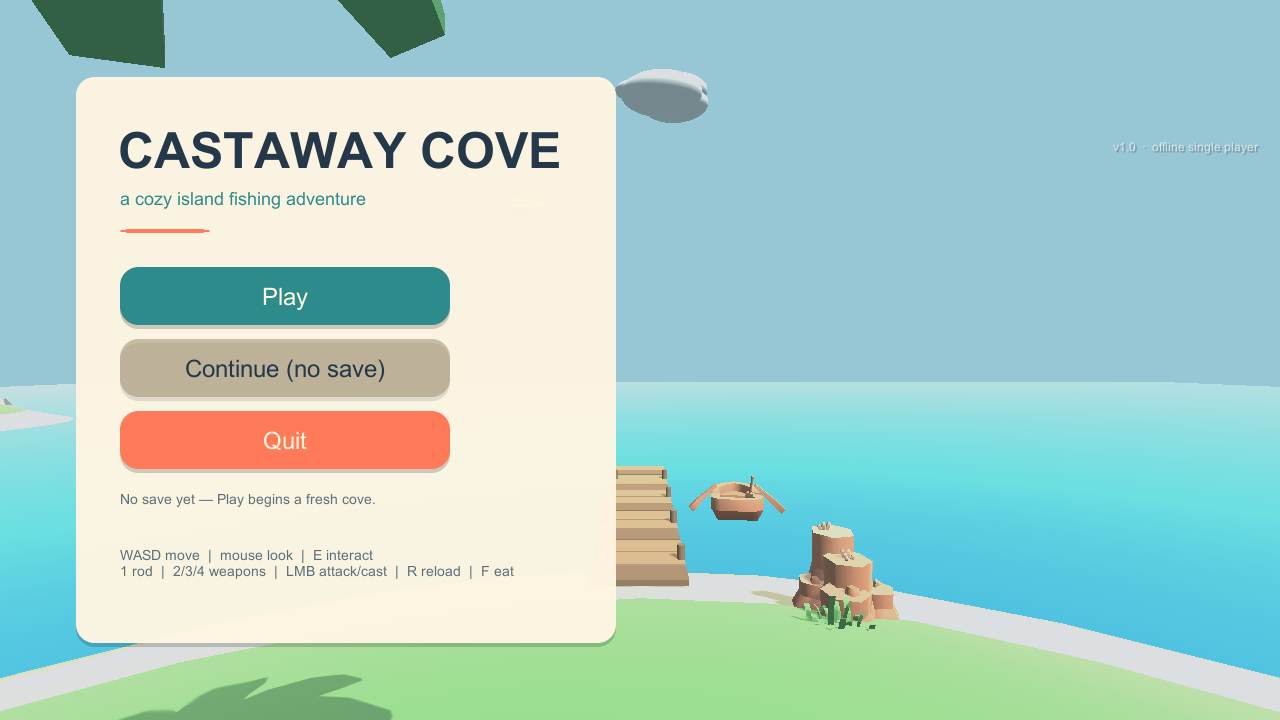 CASTAWAY COVE
a cozy island fishing adventure
v1.0 · offline single player
Play
Continue (no save)
Quit
No save yet — Play begins a fresh cove.
WASD move | mouse look | E interact
1 rod | 2/3/4 weapons | LMB attack/cast | R reload | F eat